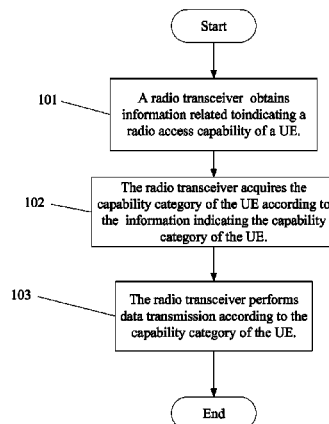 Start
101
A radio transceiver obtains
information related toindicating a
radio access capability of a UE.
102
The radio transceiver acquires the
capability category of the UE according to
the information indicating the capability
category of the UE.
103
The radio transceiver performs
data transmission according to the
capability category of the UE.
End